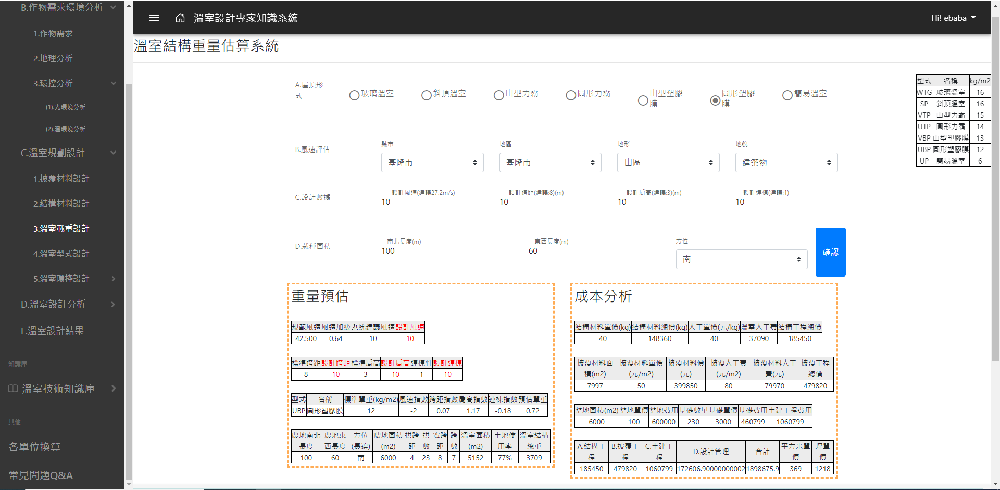 B.作物需求環境分析
1.作物需求
2.地理分析
3.環控分析
(1).光環境分析
(2).溫環境分析
C.溫室規劃設計
1.披覆材料設計
2.結構材料設計
3.溫室載重設計
4.溫室型式設計
5.溫室環控設計
D.溫室設計分析
E.溫室設計結果
知識庫
溫室技術知識庫
其他
各單位換算
常見問題Q&A
溫室設計專家知識系統
Hi! ebaba
溫室結構重量估算系統
A.屋頂形
式
玻璃溫室
斜頂溫室
山型力霸
圓形力霸
山型塑膠
膜
圓形塑膠
膜
簡易溫室
型式 名稱 kg/m2
WTG 玻璃溫室 16
SP 斜頂溫室 16
VTP 山型力霸 15
UTP 圓形力霸 14
VBP 山型塑膠膜 13
UBP 圓形塑膠膜 12
UP 簡易溫室 6
B.風速評估
縣市 地區 地形 地貌
基隆市 基隆市 山區 建築物
C.設計數據
設計風速(建議27.2m/s) 設計跨距(建議:8)(m) 設計肩高(建議:3)(m) 設計連棟(建議:1)
10 10 10 10
D.栽種面積
南北長度(m) 東西長度(m) 方位
100 60 南
確認
重量預估
規範風速 風速加級 系統建議風速 設計風速
42.500 0.64 10 10
標準跨距 設計跨距 標準肩高 設計肩高 連棟性 設計連棟
8 10 3 10 1 10
型式 名稱 標準單重(kg/m2) 風速指數 跨距指數 肩高指數 連棟指數 預估單重
UBP 圓形塑膠膜 12 -2 0.07 1.17 -0.18 0.72
農地南北 農地東 方位 農地面積 拱跨 拱 寬跨 跨 溫室面積 土地使 溫室結構
長度 西長度 (長邊) (m2) 距 數 距 數 (m2) 用率 總重
100 60 南 6000 4 23 8 7 5152 77% 3709
成本分析
結構材料單價(kg) 結構材料總價(kg) 人工單價(元/kg) 溫室人工費 結構工程總價
40 148360 40 37090 185450
披覆材料面 披覆材料單價 披覆材料價 披覆人工費 披覆材料人工 披覆工程
積(m2) (元/m2) (元) (元/m2) 費(元) 總價
7997 50 399850 80 79970 479820
整地面積(m2) 整地單價 整地費用 基礎數量 基礎單價 基礎費用 土建工程費用
6000 100 600000 230 3000 460799 1060799
A.結構工 B.披覆工 C.土建工 D.設計管理 合計 平方米單 坪單
程 程 程 價 價
185450 479820 1060799 172606.90000000002 1898675.9 369 1218